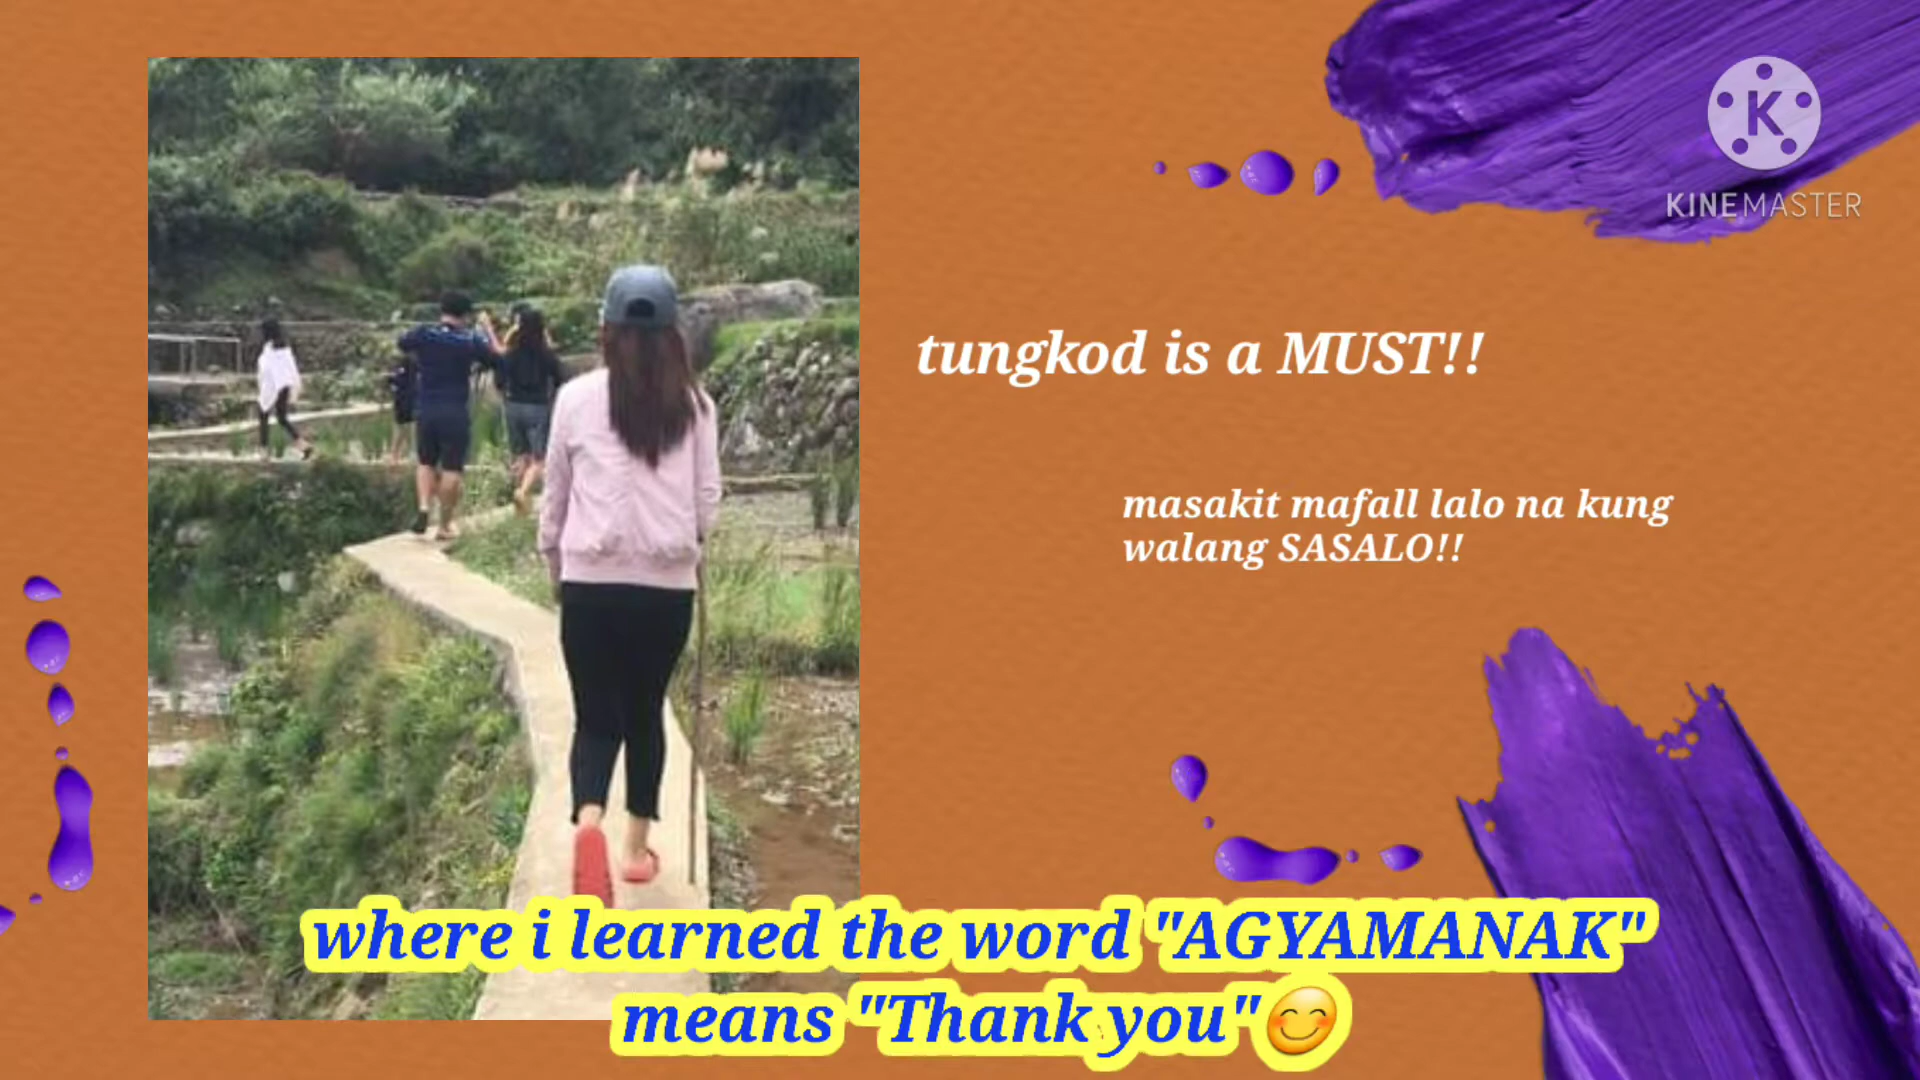 K
KINEMASTER
tungkod is a MUST!!
masakit mafall lalo na kung
walang SASALO!!
where i learned the word "AGYAMANAK"
means "Thank you"😊